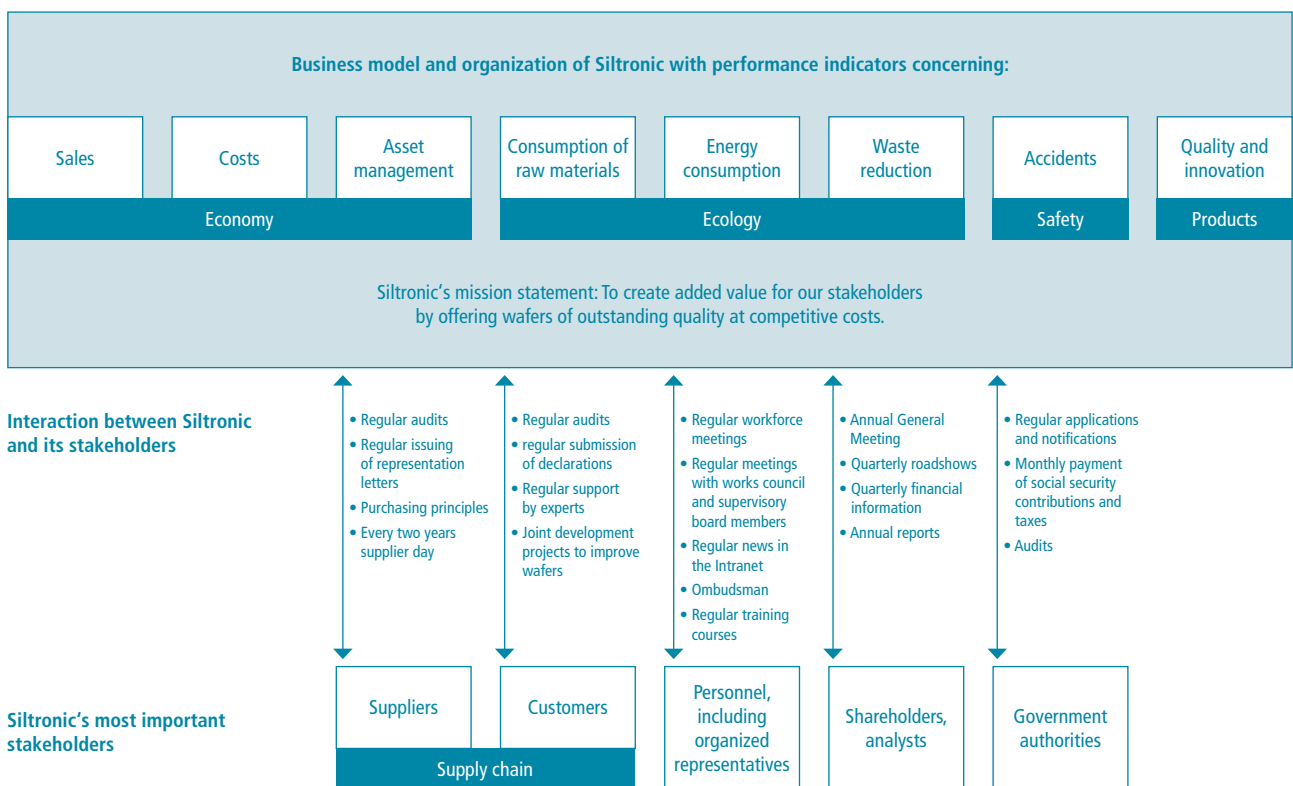 Business model and organization of Siltronic with performance indicators concerning:
Sales
Costs
Asset
management
Consumption of
raw materials
Energy
consumption
Waste
reduction
Accidents
Quality and
innovation
Economy
Ecology
Safety
Products
Siltronic's mission statement: To create added value for our stakeholders
by offering wafers of outstanding quality at competitive costs.
Interaction between Siltronic
and its stakeholders
• Regular audits
• Regular issuing
of representation
letters
• Purchasing principles
• Every two years
supplier day
• Regular audits
• regular submission
of declarations
• Regular support
by experts
• Joint development
projects to improve
wafers
• Regular workforce
meetings
• Regular meetings
with works council
and supervisory
board members
• Regular news in
the Intranet
• Ombudsman
• Regular training
courses
• Annual General
Meeting
• Quarterly roadshows
• Quarterly financial
information
• Annual reports
• Regular applications
and notifications
• Monthly payment
of social security
contributions and
taxes
• Audits
Siltronic's most important
stakeholders
Suppliers
Customers
Supply chain
Personnel,
including
organized
representatives
Shareholders,
analysts
Government
authorities